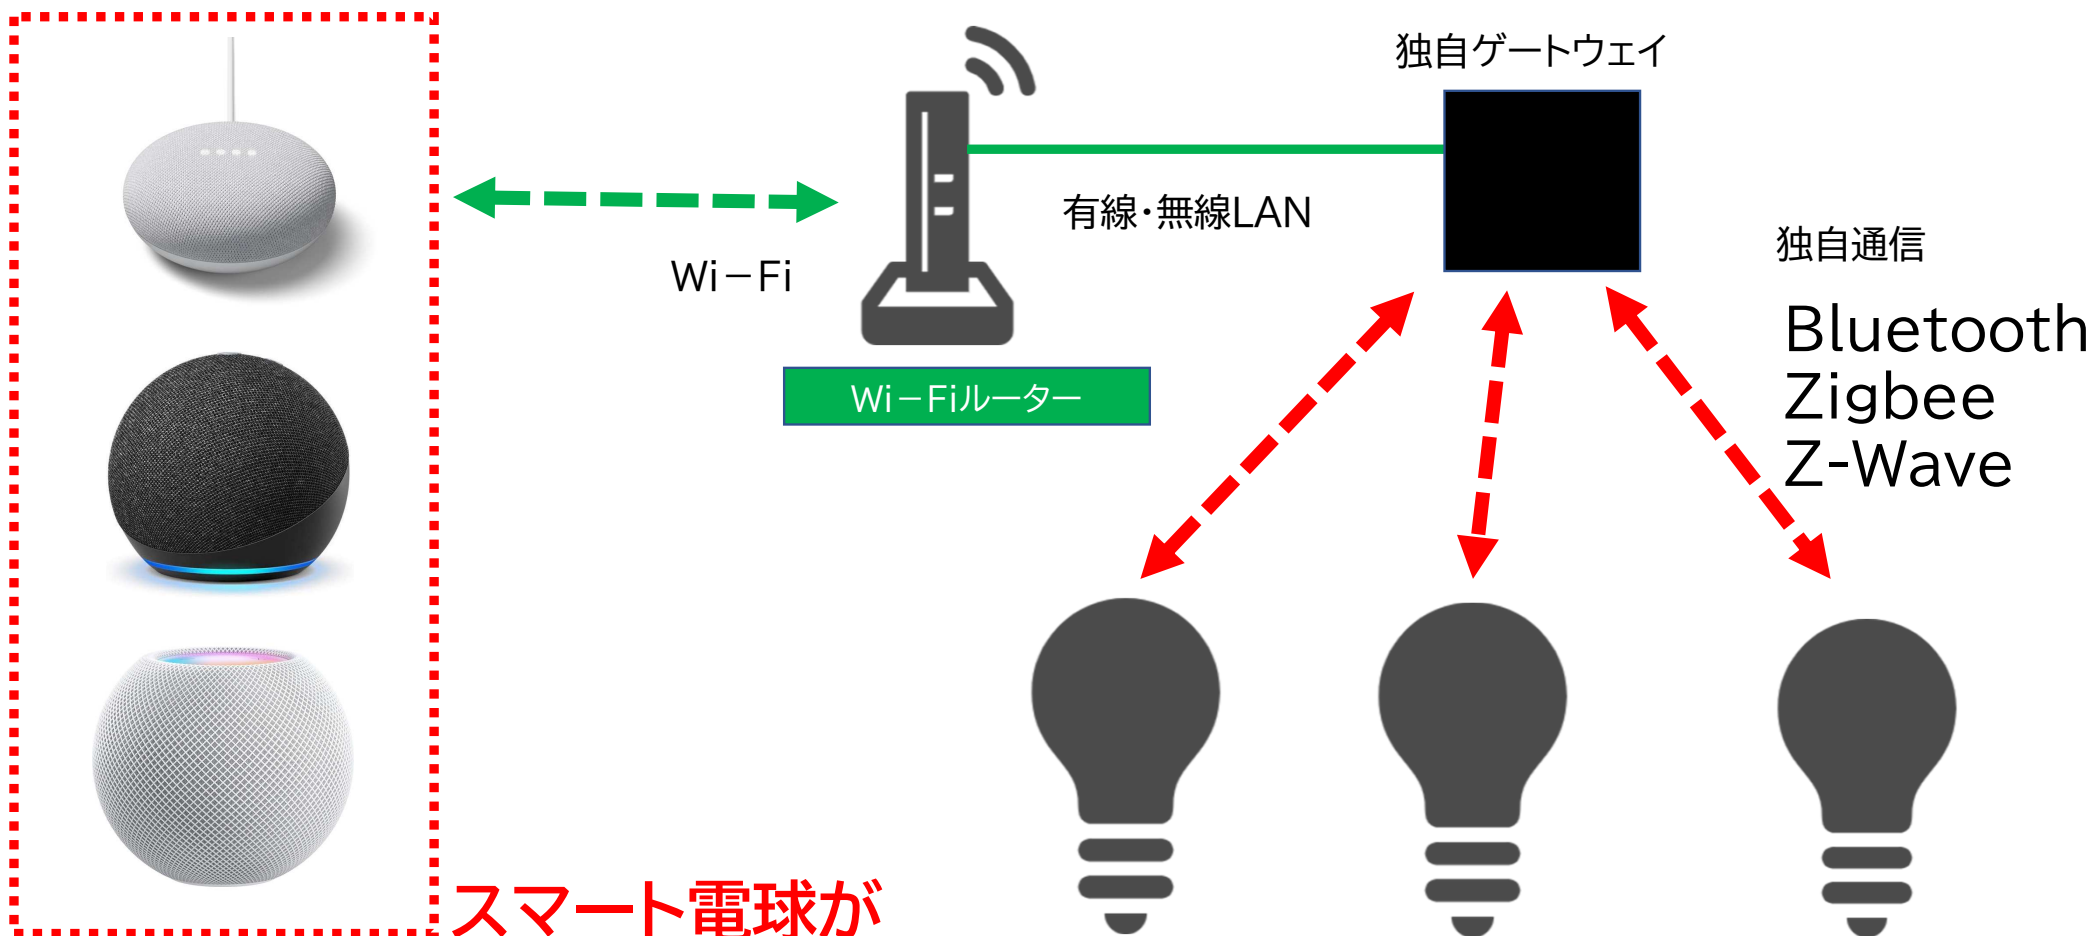 独自ゲートウェイ
有線・無線LAN
Wi－Fi
独自通信
Bluetooth
Zigbee
Z-Wave
Wi－Fiルーター
スマート電球が